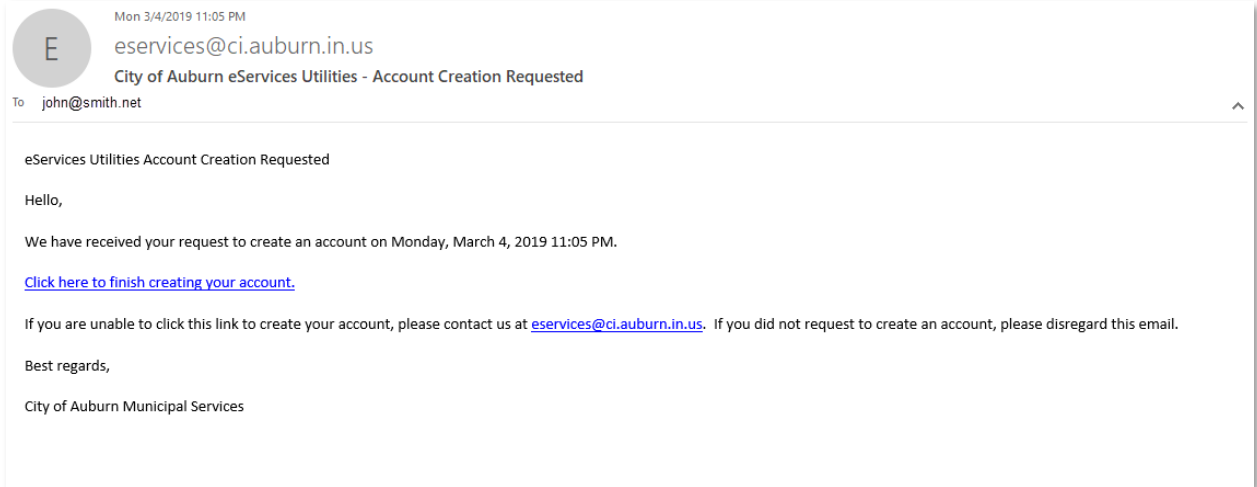 Mon 3/4/2019 11:05 PM
E
eservices@ci.auburn.in.us
City of Auburn eServices Utilities - Account Creation Requested
To john@smith.net
eServices Utilities Account Creation Requested
Hello,
We have received your request to create an account on Monday, March 4, 2019 11:05 PM.
Click here to finish creating your account.
If you are unable to click this link to create your account, please contact us at eservices@ci.auburn.in.us.  If you did not request to create an account, please disregard this email.
Best regards,
City of Auburn Municipal Services